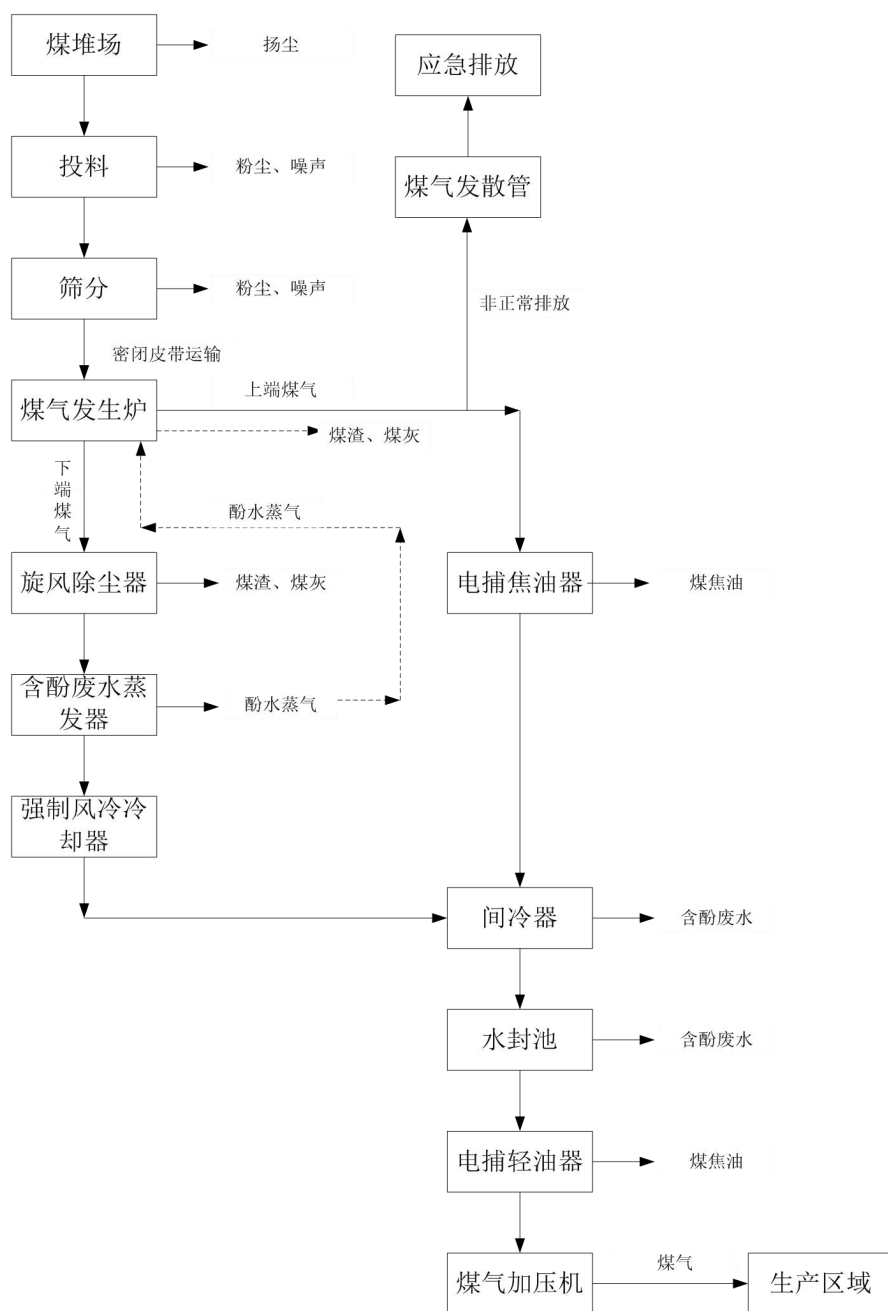 煤堆场
扬尘
应急排放
投料
粉尘、噪声
煤气发散管
筛分
粉尘、噪声
非正常排放
密闭皮带运输
煤气发生炉
上端煤气
煤渣、煤灰
下
端
煤
气
酚水蒸气
旋风除尘器
煤渣、煤灰
电捕焦油器
煤焦油
含酚废水蒸
发器
酚水蒸气
强制风冷冷
却器
间冷器
含酚废水
水封池
含酚废水
电捕轻油器
煤焦油
煤气加压机
煤气
生产区域